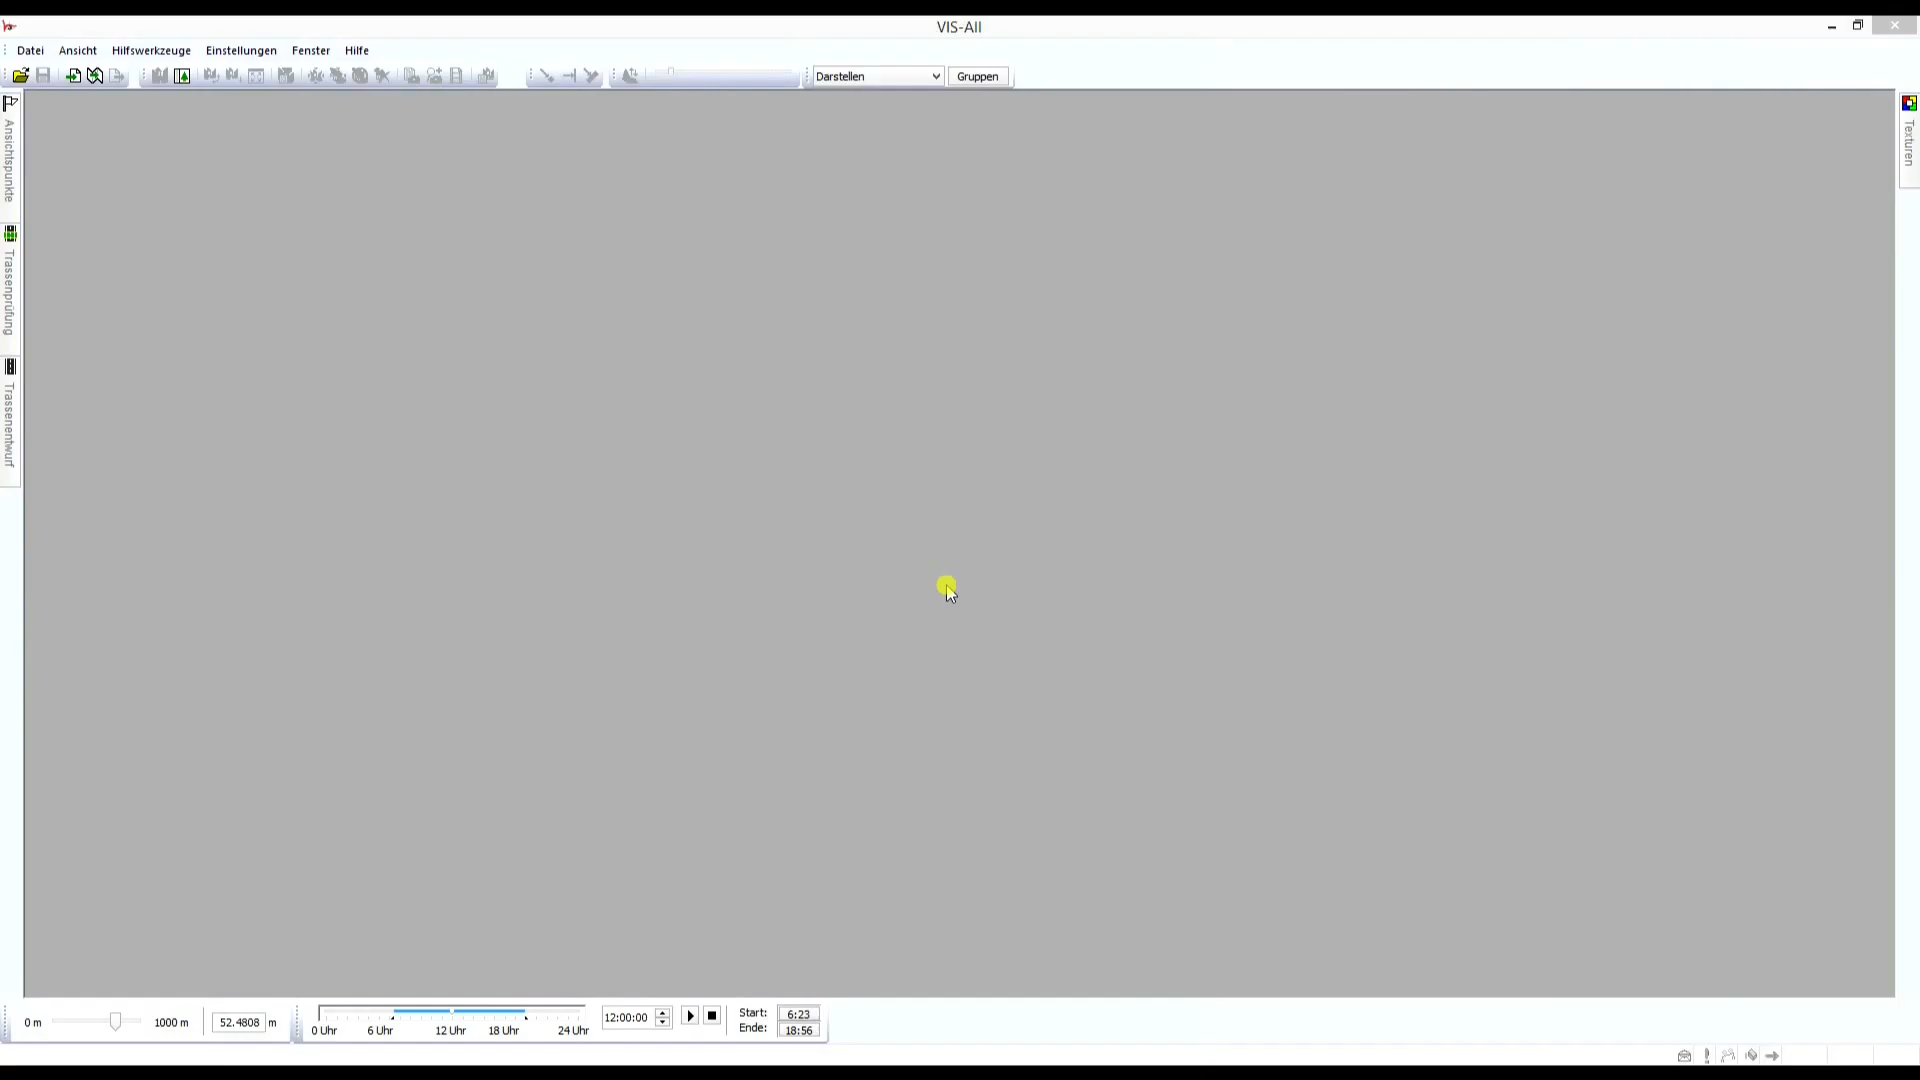 VIS-All
Datei Ansicht Hilfswerkzeuge Einstellungen Fenster Hilfe
Darstellen Gruppen
Ansichtspunkte
Trassenprüfung
Trassenentwurf
Texturen
0 m 1000 m 52.4808 m
0 Uhr 6 Uhr 12 Uhr 18 Uhr 24 Uhr
12:00:00
Start: 6:23
Ende: 18:56